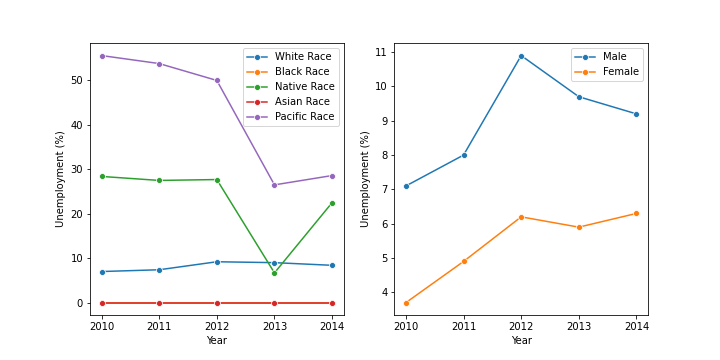 Unemployment (%)
50
40
30
20
10
0
2010 2011 2012 2013 2014
Year
White Race
Black Race
Native Race
Asian Race
Pacific Race
Unemployment (%)
11
10
9
8
7
6
5
4
2010 2011 2012 2013 2014
Year
Male
Female